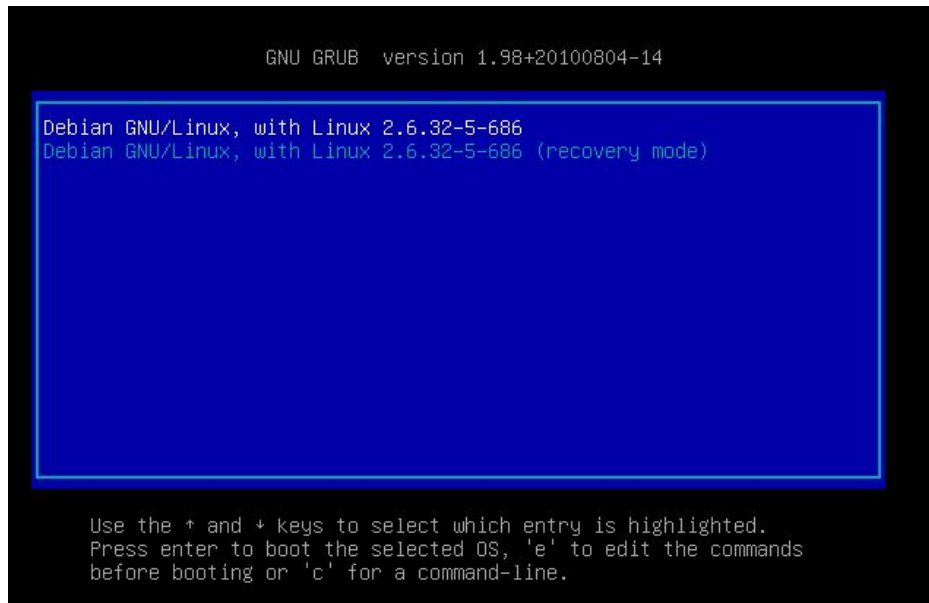 GNU GRUB  version 1.98+20100804-14
Debian GNU/Linux, with Linux 2.6.32-5-686
Debian GNU/Linux, with Linux 2.6.32-5-686 (recovery mode)
Use the ↑ and ↓ keys to select which entry is highlighted.
Press enter to boot the selected OS, 'e' to edit the commands
before booting or 'c' for a command-line.